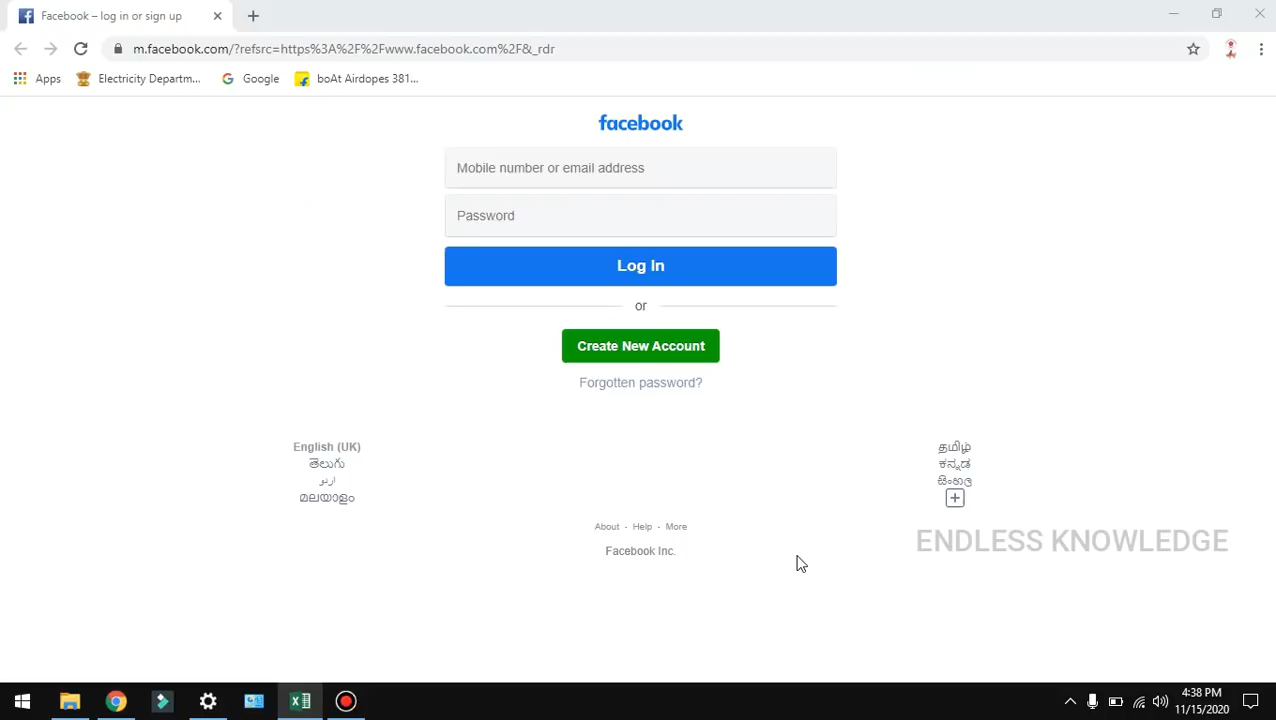 Facebook – log in or sign up
m.facebook.com/?refsrc=https%3A%2F%2Fwww.facebook.com%2F&_rdr
Apps
Electricity Departm...
Google
boAt Airdopes 381...
facebook
Mobile number or email address
Password
Log In
or
Create New Account
Forgotten password?
English (UK)
தமிழ்
తెలుగు
ಕನ್ನಡ
اردو
සිංහල
മലയാളം
About · Help · More
ENDLESS KNOWLEDGE
Facebook Inc.
4:38 PM
11/15/2020